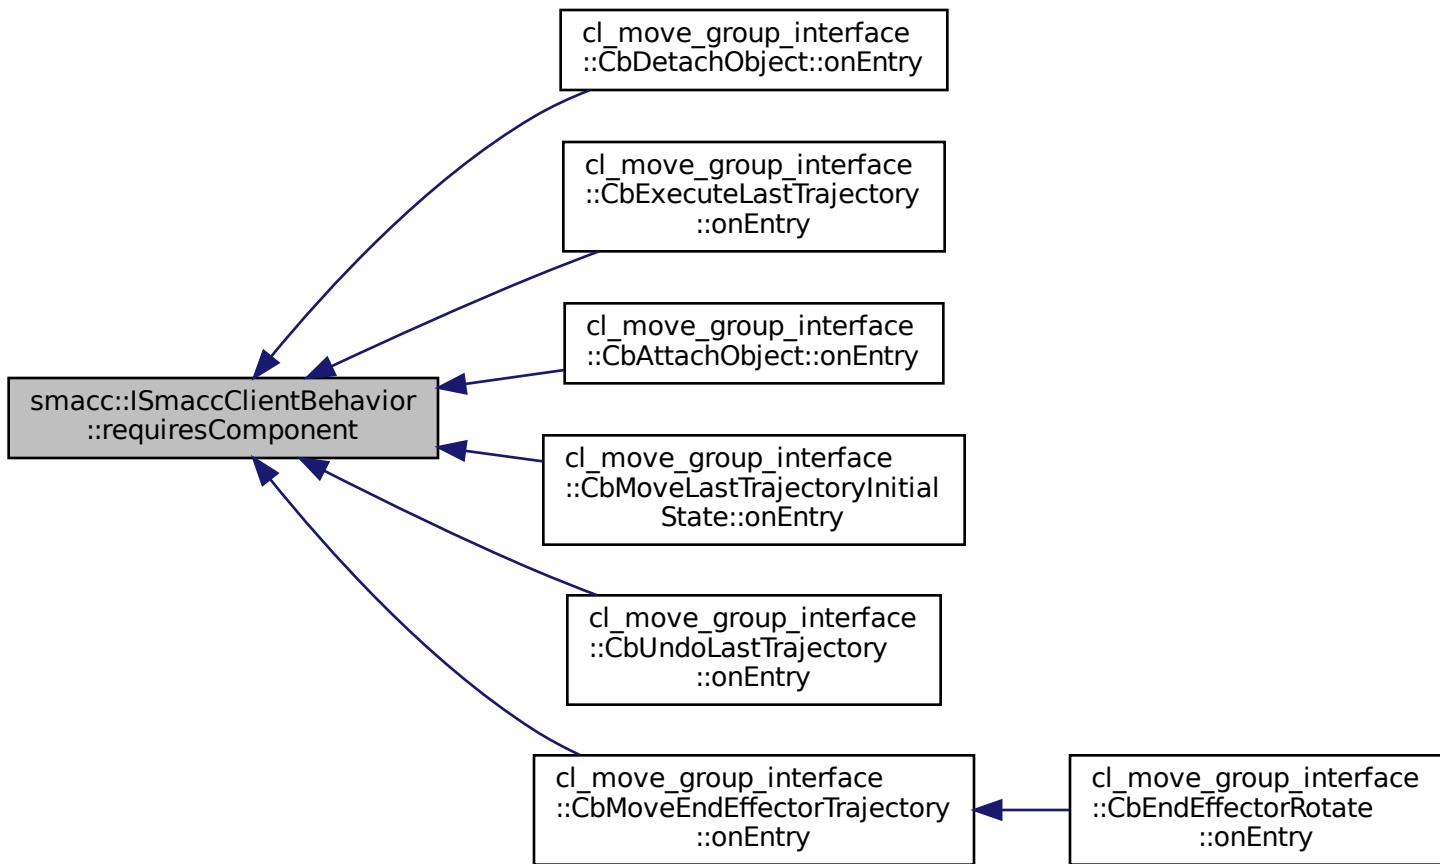 cl_move_group_interface
::CbDetachObject::onEntry
cl_move_group_interface
::CbExecuteLastTrajectory
::onEntry
cl_move_group_interface
::CbAttachObject::onEntry
smacc::ISmaccClientBehavior
::requiresComponent
cl_move_group_interface
::CbMoveLastTrajectoryInitial
State::onEntry
cl_move_group_interface
::CbUndoLastTrajectory
::onEntry
cl_move_group_interface
::CbMoveEndEffectorTrajectory
::onEntry
cl_move_group_interface
::CbEndEffectorRotate
::onEntry